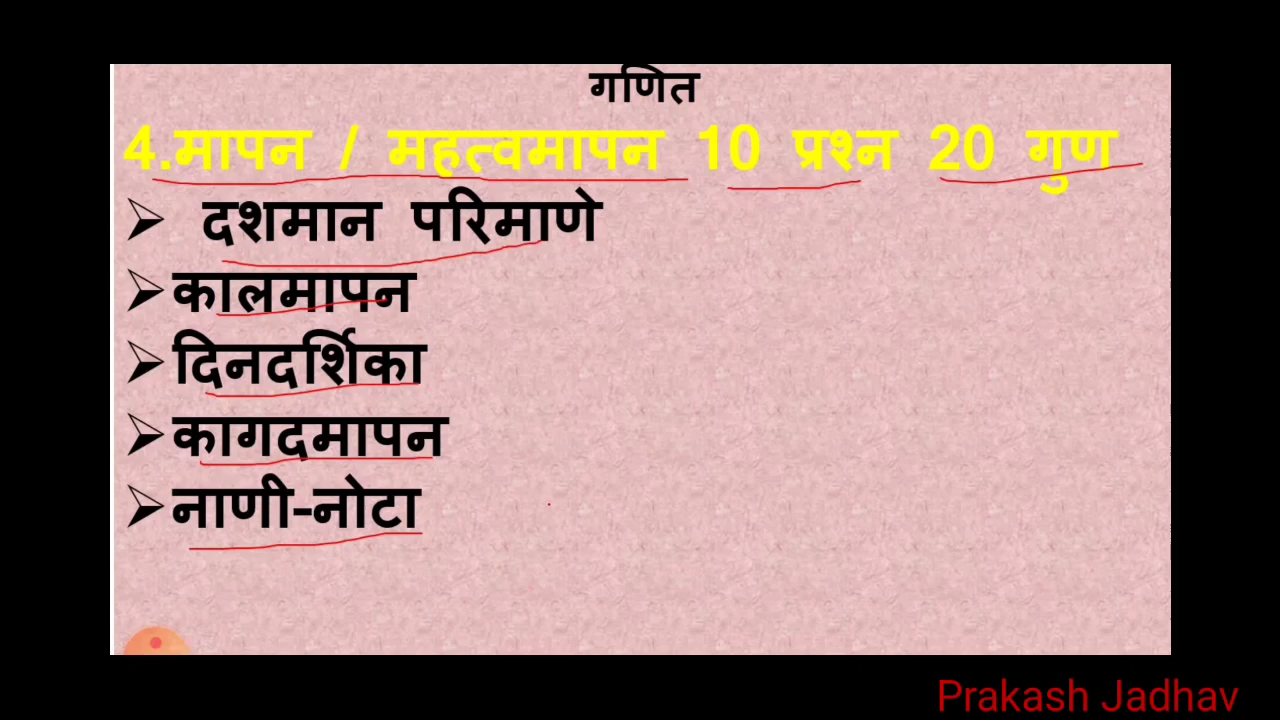 गणित
4.मापन / महत्वमापन 10 प्रश्न 20 गुण
➢ दशमान परिमाणे
➢कालमापन
➢दिनदर्शिका
➢कागदमापन
➢नाणी-नोटा
Prakash Jadhav